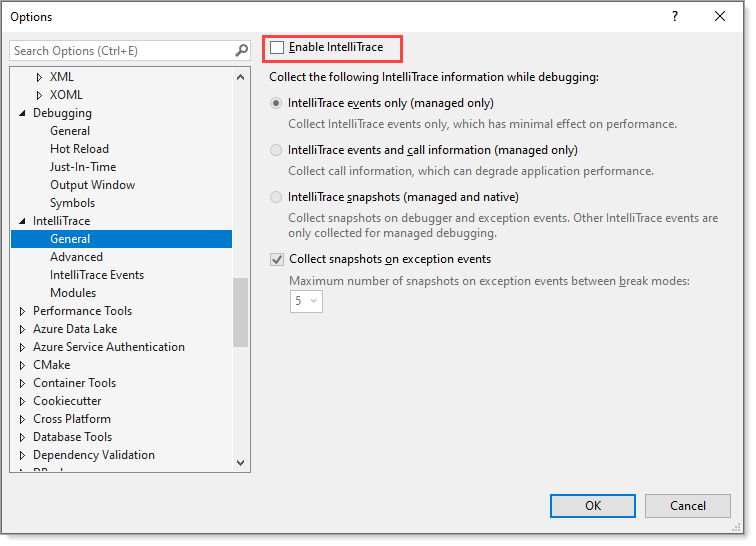 Options
?
Search Options (Ctrl+E)
XML
XOML
Debugging
General
Hot Reload
Just-In-Time
Output Window
Symbols
IntelliTrace
General
Advanced
IntelliTrace Events
Modules
Performance Tools
Azure Data Lake
Azure Service Authentication
CMake
Container Tools
Cookiecutter
Cross Platform
Database Tools
Dependency Validation
Enable IntelliTrace
Collect the following IntelliTrace information while debugging:
IntelliTrace events only (managed only)
Collect IntelliTrace events only, which has minimal effect on performance.
IntelliTrace events and call information (managed only)
Collect call information, which can degrade application performance.
IntelliTrace snapshots (managed and native)
Collect snapshots on debugger and exception events. Other IntelliTrace events are
only collected for managed debugging.
Collect snapshots on exception events
Maximum number of snapshots on exception events between break modes:
5
OK
Cancel